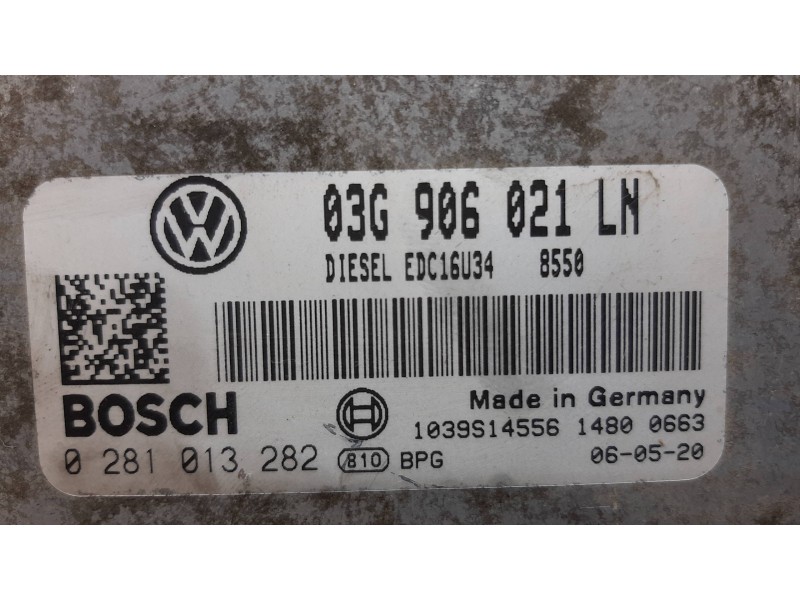 03G 906 021 LN
DIESEL EDC16U34 8550
BOSCH
Made in Germany
1039S14556 1480 0663
0 281 013 282 810 BPG 06-05-20